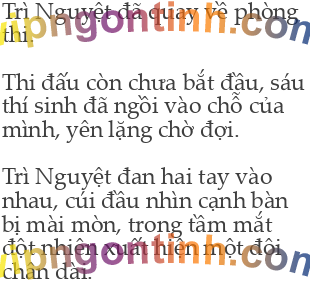 Trì Nguyệt đã quay về phòng
thi.
Thi đấu còn chưa bắt đầu, sáu
thí sinh đã ngồi vào chỗ của
mình, yên lặng chờ đợi.
Trì Nguyệt đan hai tay vào
nhau, cúi đầu nhìn cạnh bàn
bị mài mòn, trong tầm mắt
đột nhiên xuất hiện một đôi
chân dài.
vipngontinh.com
vipngontinh.com